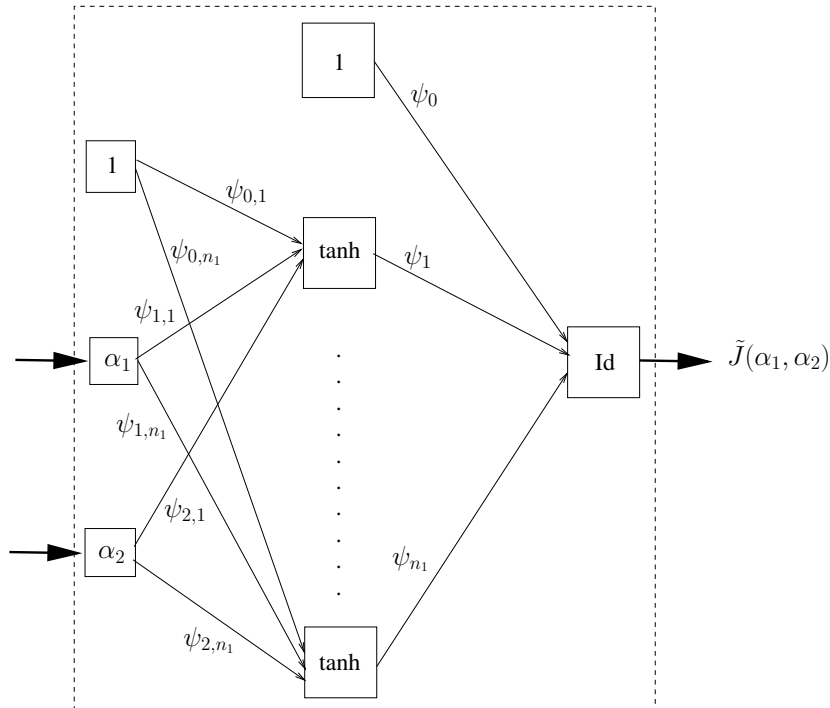 1
ψ_0
1
ψ_{0,1}
ψ_{0,n_1}
tanh
ψ_1
ψ_{1,1}
α_1
Id
J̃(α_1, α_2)
ψ_{1,n_1}
ψ_{2,1}
α_2
ψ_{n_1}
ψ_{2,n_1}
tanh